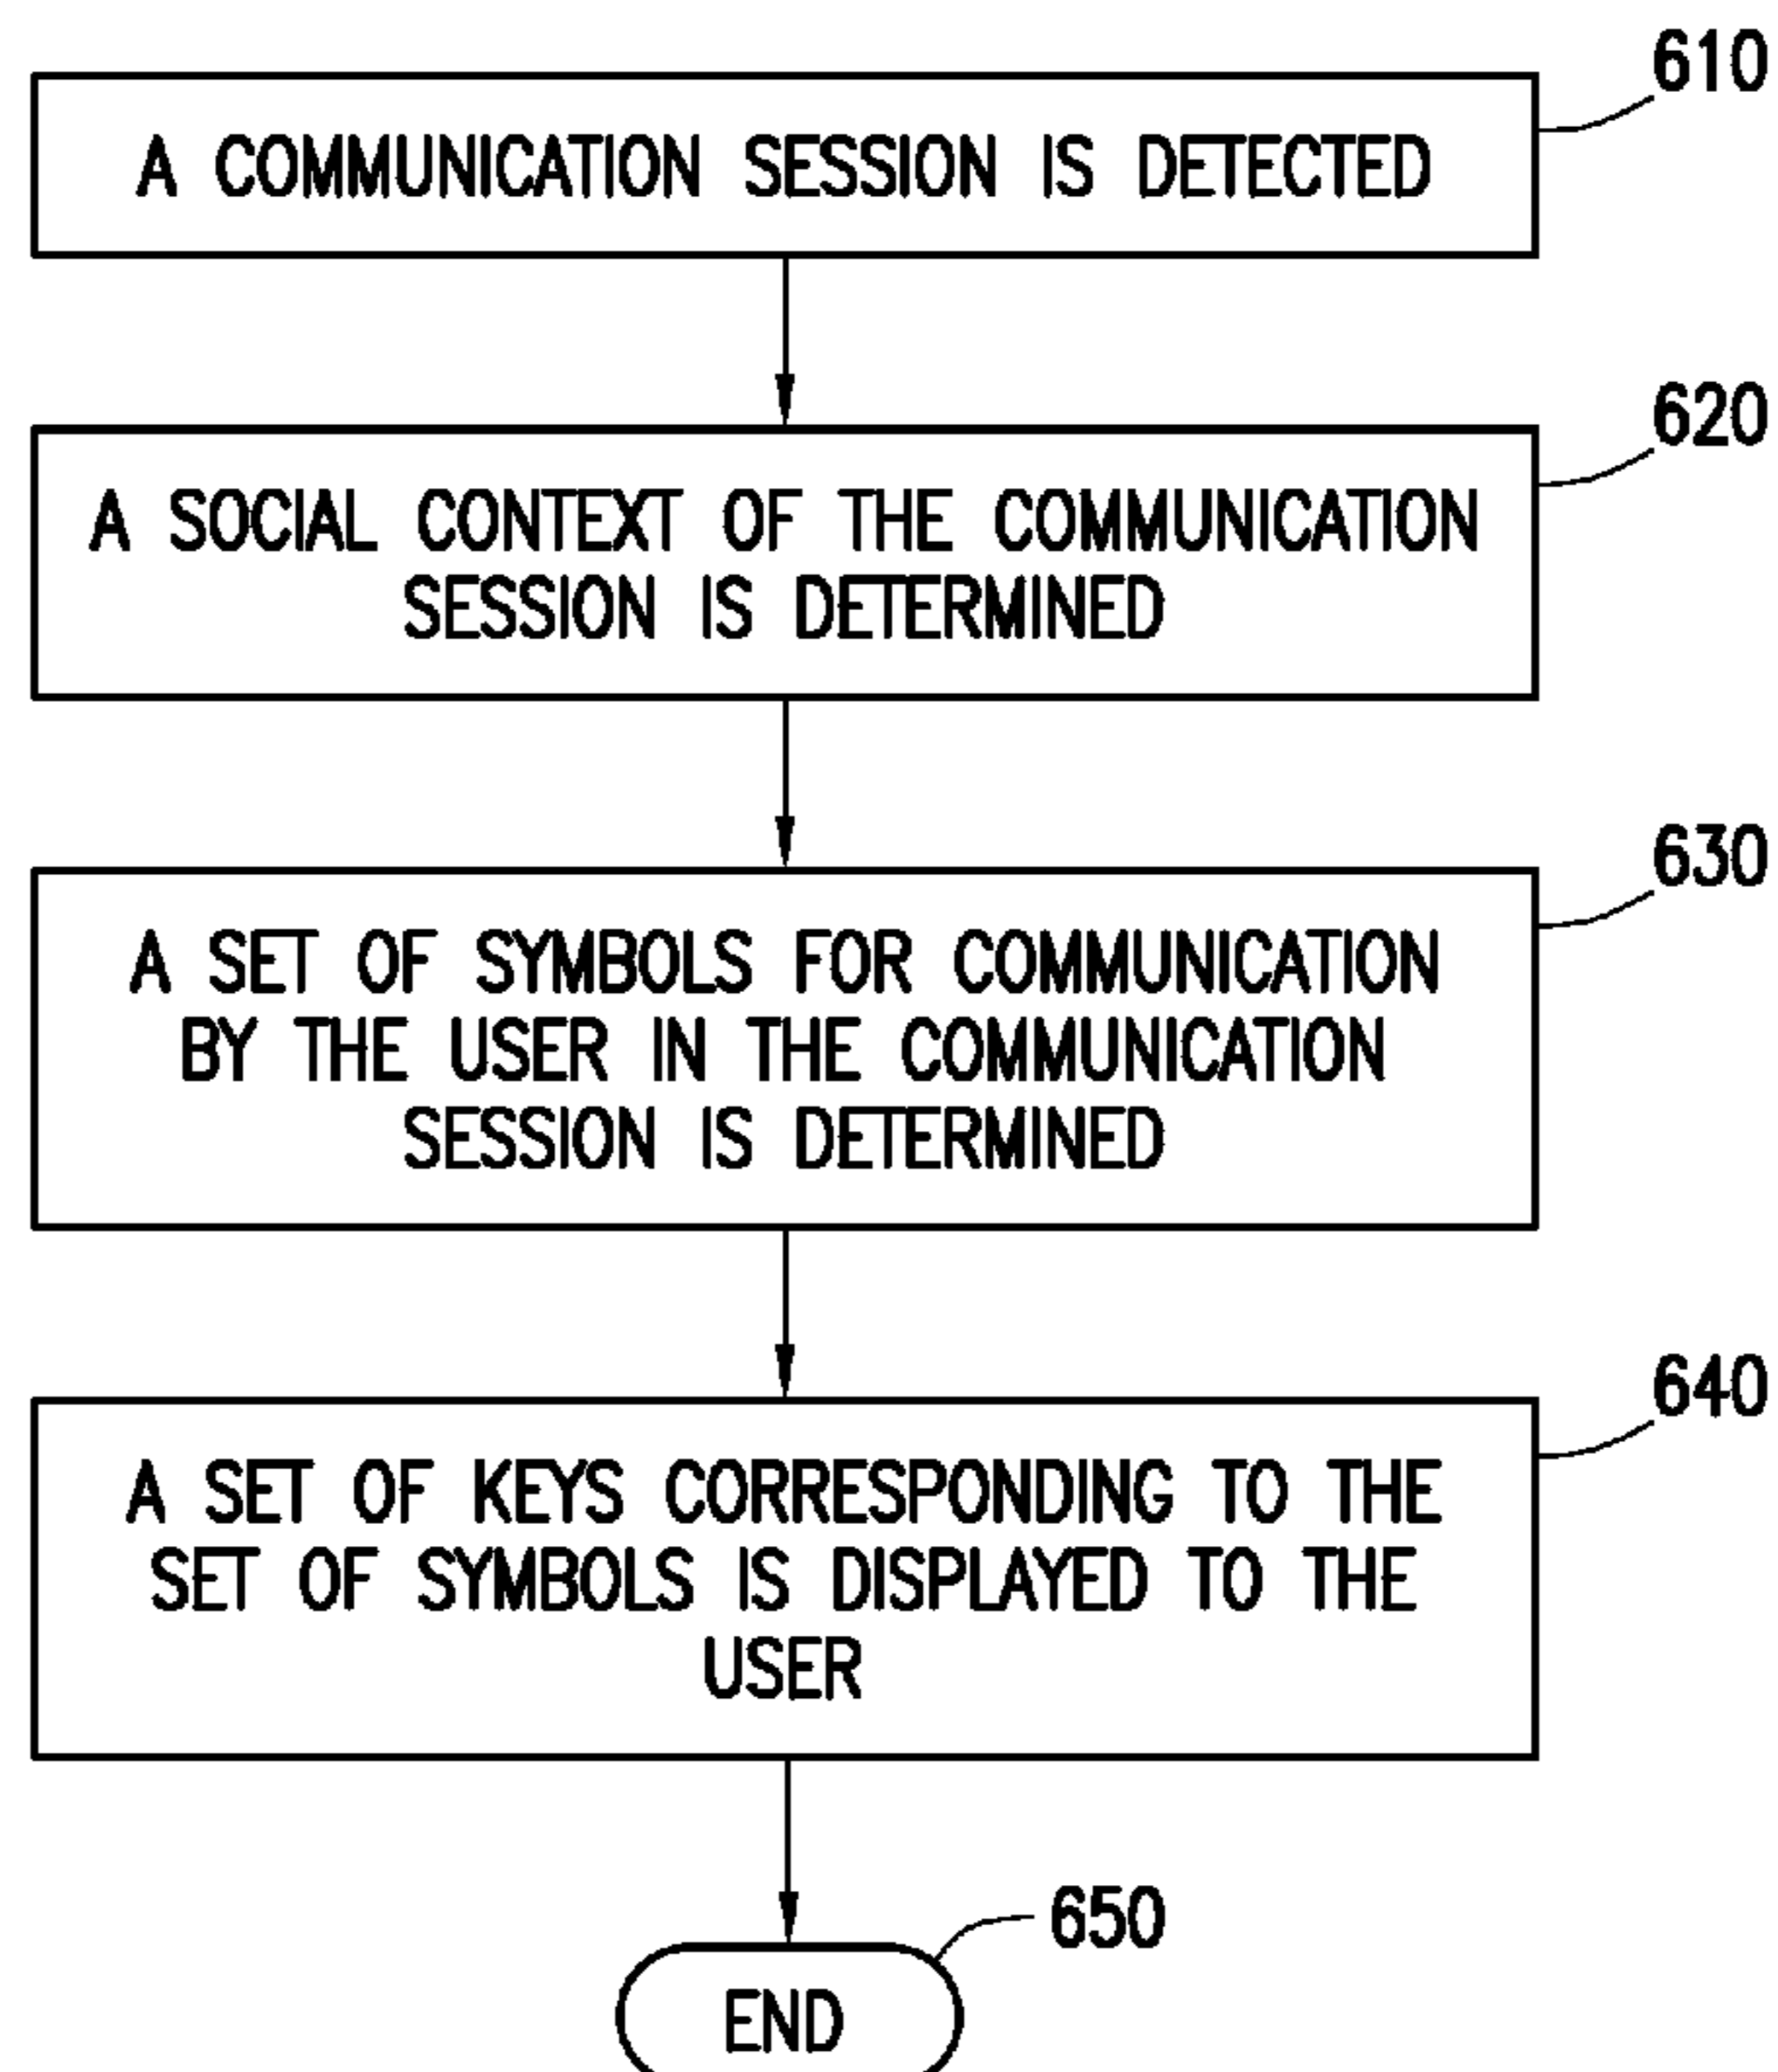 610
A COMMUNICATION SESSION IS DETECTED
620
A SOCIAL CONTEXT OF THE COMMUNICATION
SESSION IS DETERMINED
630
A SET OF SYMBOLS FOR COMMUNICATION
BY THE USER IN THE COMMUNICATION
SESSION IS DETERMINED
640
A SET OF KEYS CORRESPONDING TO THE
SET OF SYMBOLS IS DISPLAYED TO THE
USER
650
END